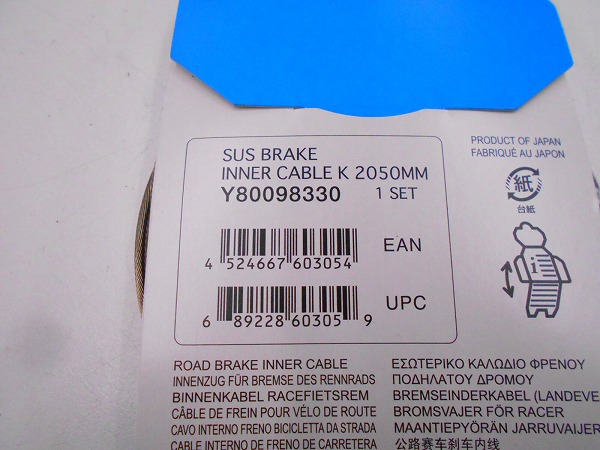 SUS BRAKE
INNER CABLE K 2050MM
Y80098330 1 SET
4 524667 603054 EAN
6 89228 60305 9 UPC
PRODUCT OF JAPAN
FABRIQUÉ AU JAPON
紙
台紙
i
ROAD BRAKE INNER CABLE
INNENZUG FÜR BREMSE DES RENNRADS
BINNENKABEL RACEFIETSREM
CÂBLE DE FREIN POUR VÉLO DE ROUTE
CAVO INTERNO FRENO BICICLETTA DA STRADA
CABLE INTERNO DE FRENO DE CARRETERA
ΕΣΩΤΕΡΙΚΟ ΚΑΛΩΔΙΟ ΦΡΕΝΟΥ
ΠΟΔΗΛΑΤΟΥ ΔΡΟΜΟΥ
BREMSEINDERKABEL (LANDEVE
BROMSVAJER FÖR RACER
MAANTIEPYÖRÄN JARRUVAIJER
公路赛车刹车内线